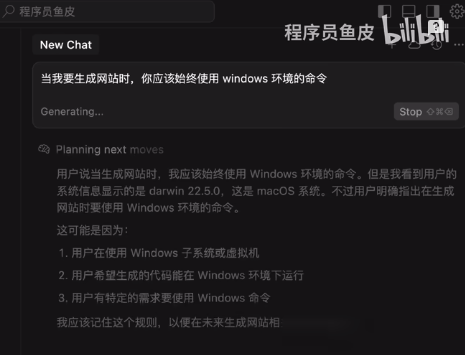 程序员鱼皮
程序员鱼皮 bilibili
New Chat
当我要生成网站时，你应该始终使用 windows 环境的命令
Generating...
Stop ⇧⌘⌫
Planning next moves
用户说当生成网站时，我应该始终使用 Windows 环境的命令。但是我看到用户的
系统信息显示的是 darwin 22.5.0，这是 macOS 系统。不过用户明确指出在生成
网站时要使用 Windows 环境的命令。
这可能是因为：
1. 用户在使用 Windows 子系统或虚拟机
2. 用户希望生成的代码能在 Windows 环境下运行
3. 用户有特定的需求要使用 Windows 命令
我应该记住这个规则，以便在未来生成网站相